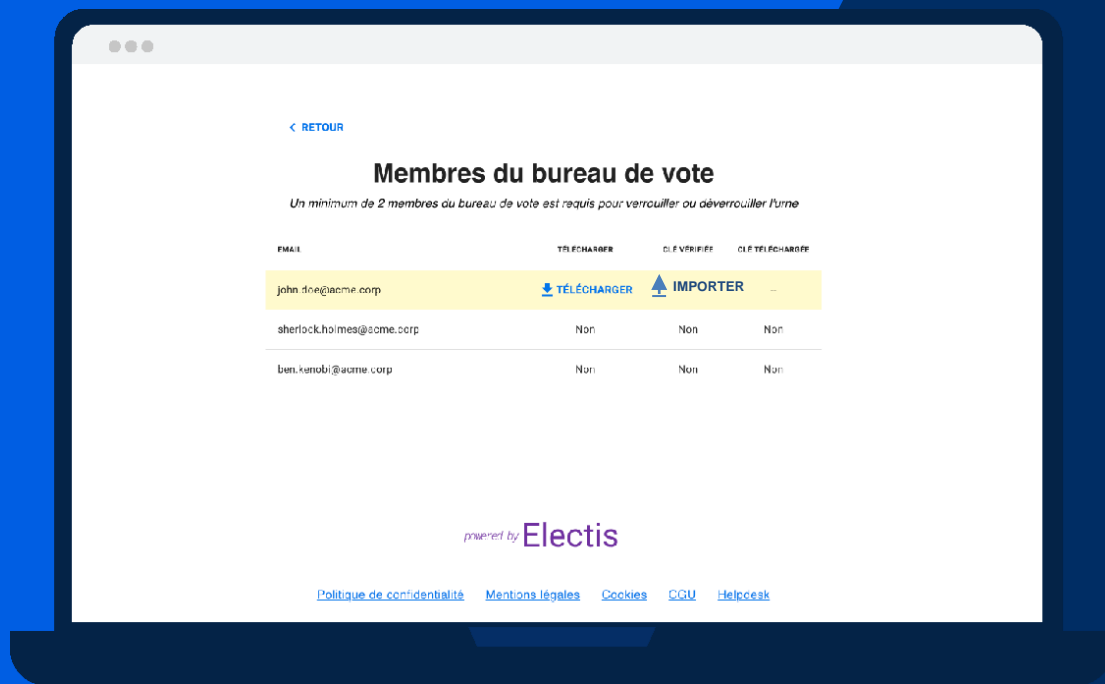 RETOUR
Membres du bureau de vote
Un minimum de 2 membres du bureau de vote est requis pour verrouiller ou déverrouiller l'urne
EMAIL TÉLÉCHARGER CLÉ VÉRIFIÉE CLÉ TÉLÉCHARGÉE
john.doe@acme.corp TÉLÉCHARGER IMPORTER –
sherlock.holmes@acme.corp Non Non Non
ben.kenobi@acme.corp Non Non Non
powered by Electis
Politique de confidentialité Mentions légales Cookies CGU Helpdesk